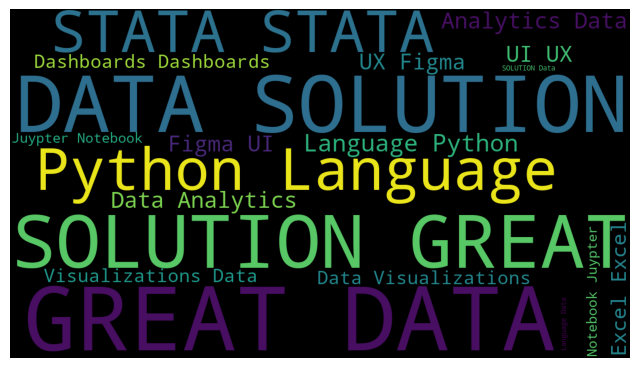 STATA STATA
Analytics Data
Dashboards Dashboards
UX Figma
UI UX
SOLUTION Data
DATA SOLUTION
Juypter Notebook
Figma UI
Language Python
Python Language
Data Analytics
SOLUTION GREAT
Visualizations Data
Data Visualizations
GREAT DATA
Language Data
Notebook Juypter
Excel Excel